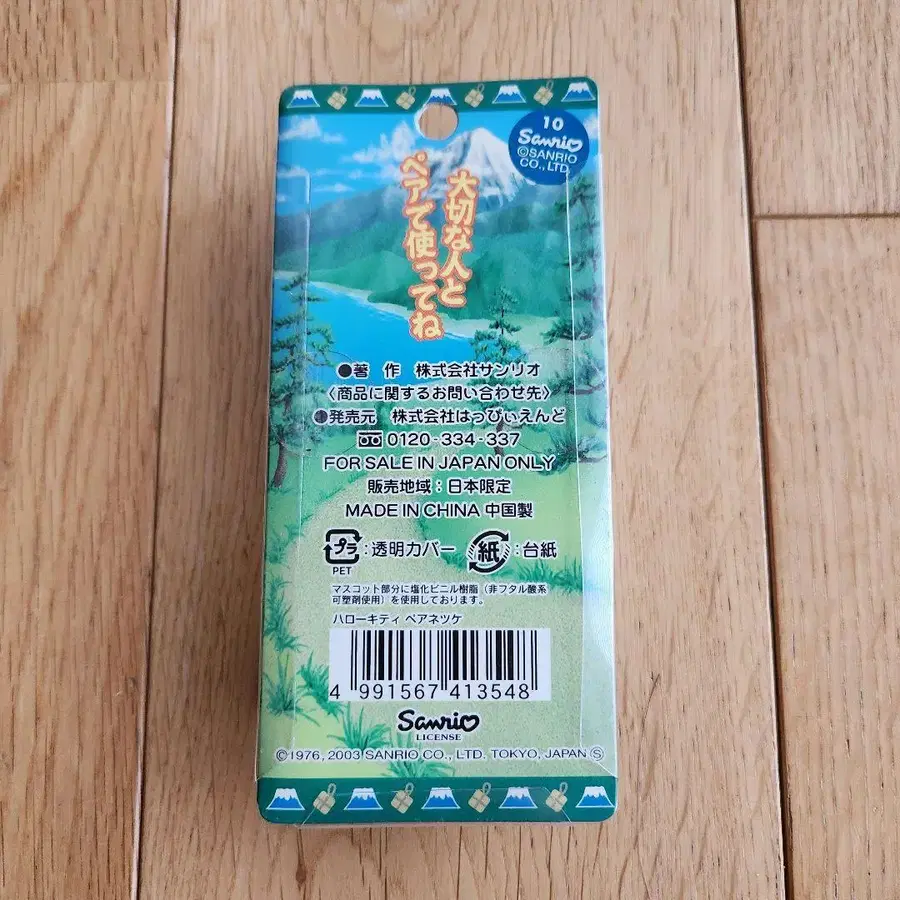 10
Sanrio
©SANRIO
CO., LTD.
大切な人と
ペアで使ってね
●著 作 株式会社サンリオ
〈商品に関するお問い合わせ先〉
●発売元 株式会社はっぴぃえんど
0120-334-337
FOR SALE IN JAPAN ONLY
販売地域：日本限定
MADE IN CHINA 中国製
プラ：透明カバー 紙：台紙
PET
マスコット部分に塩化ビニル樹脂（非フタル酸系
可塑剤使用）を使用しております。
ハローキティ ペアネツケ
4 991567 413548
Sanrio
LICENSE
©1976, 2003 SANRIO CO., LTD. TOKYO, JAPAN Ⓢ